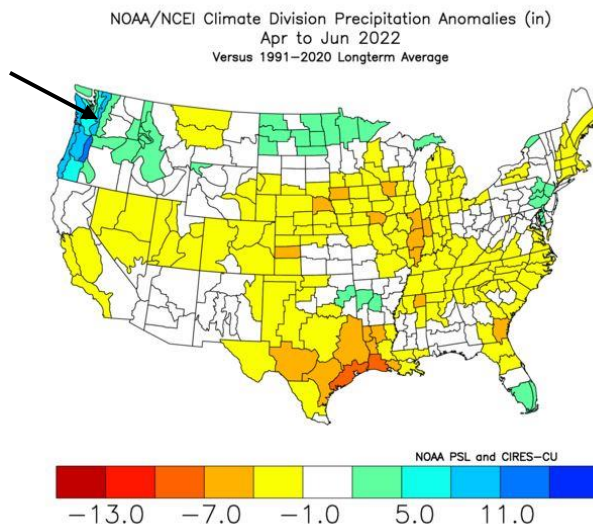 NOAA/NCEI Climate Division Precipitation Anomalies (in)
Apr to Jun 2022
Versus 1991-2020 Longterm Average
NOAA PSL and CIRES-CU
-13.0 -7.0 -1.0 5.0 11.0